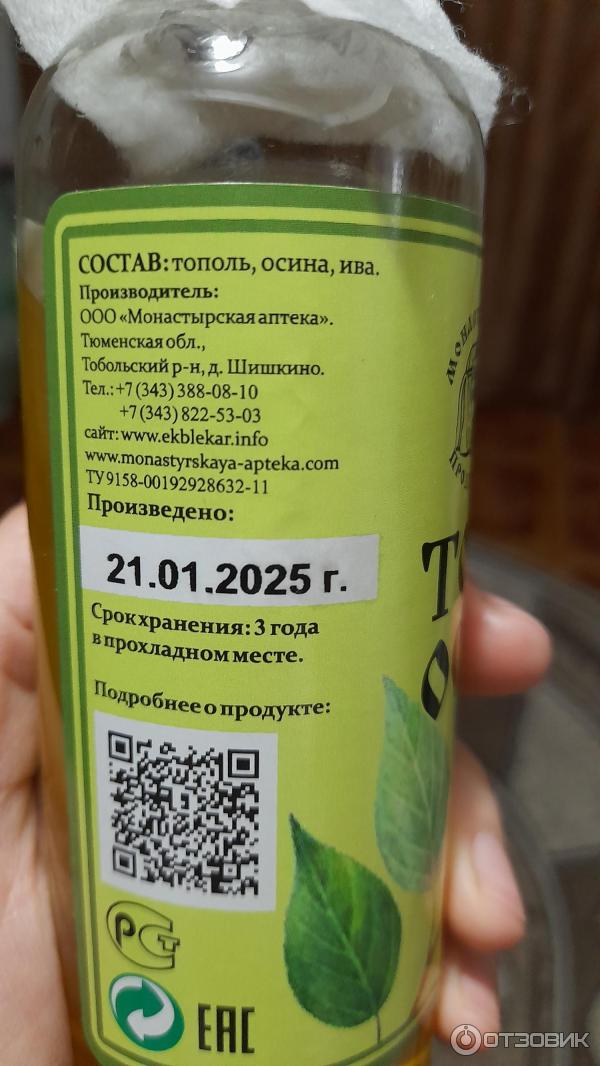 СОСТАВ: тополь, осина, ива.
Производитель:
ООО «Монастырская аптека».
Тюменская обл.,
Тобольский р-н, д. Шишкино.
Тел.: +7 (343) 388-08-10
+7 (343) 822-53-03
сайт: www.ekblekar.info
www.monastyrskaya-apteka.com
ТУ 9158-00192928632-11
Произведено:
21.01.2025 г.
Срок хранения: 3 года
в прохладном месте.
Подробнее о продукте:
РСТ
ЕАС
ОТЗОВИК